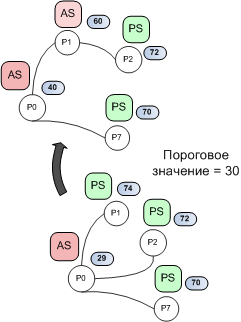 AS
60
PS
P1
P2
72
AS
40
PS
70
P0
P7
Пороговое
значение = 30
PS
74
PS
P1
72
AS
P2
29
PS
P0
70
P7